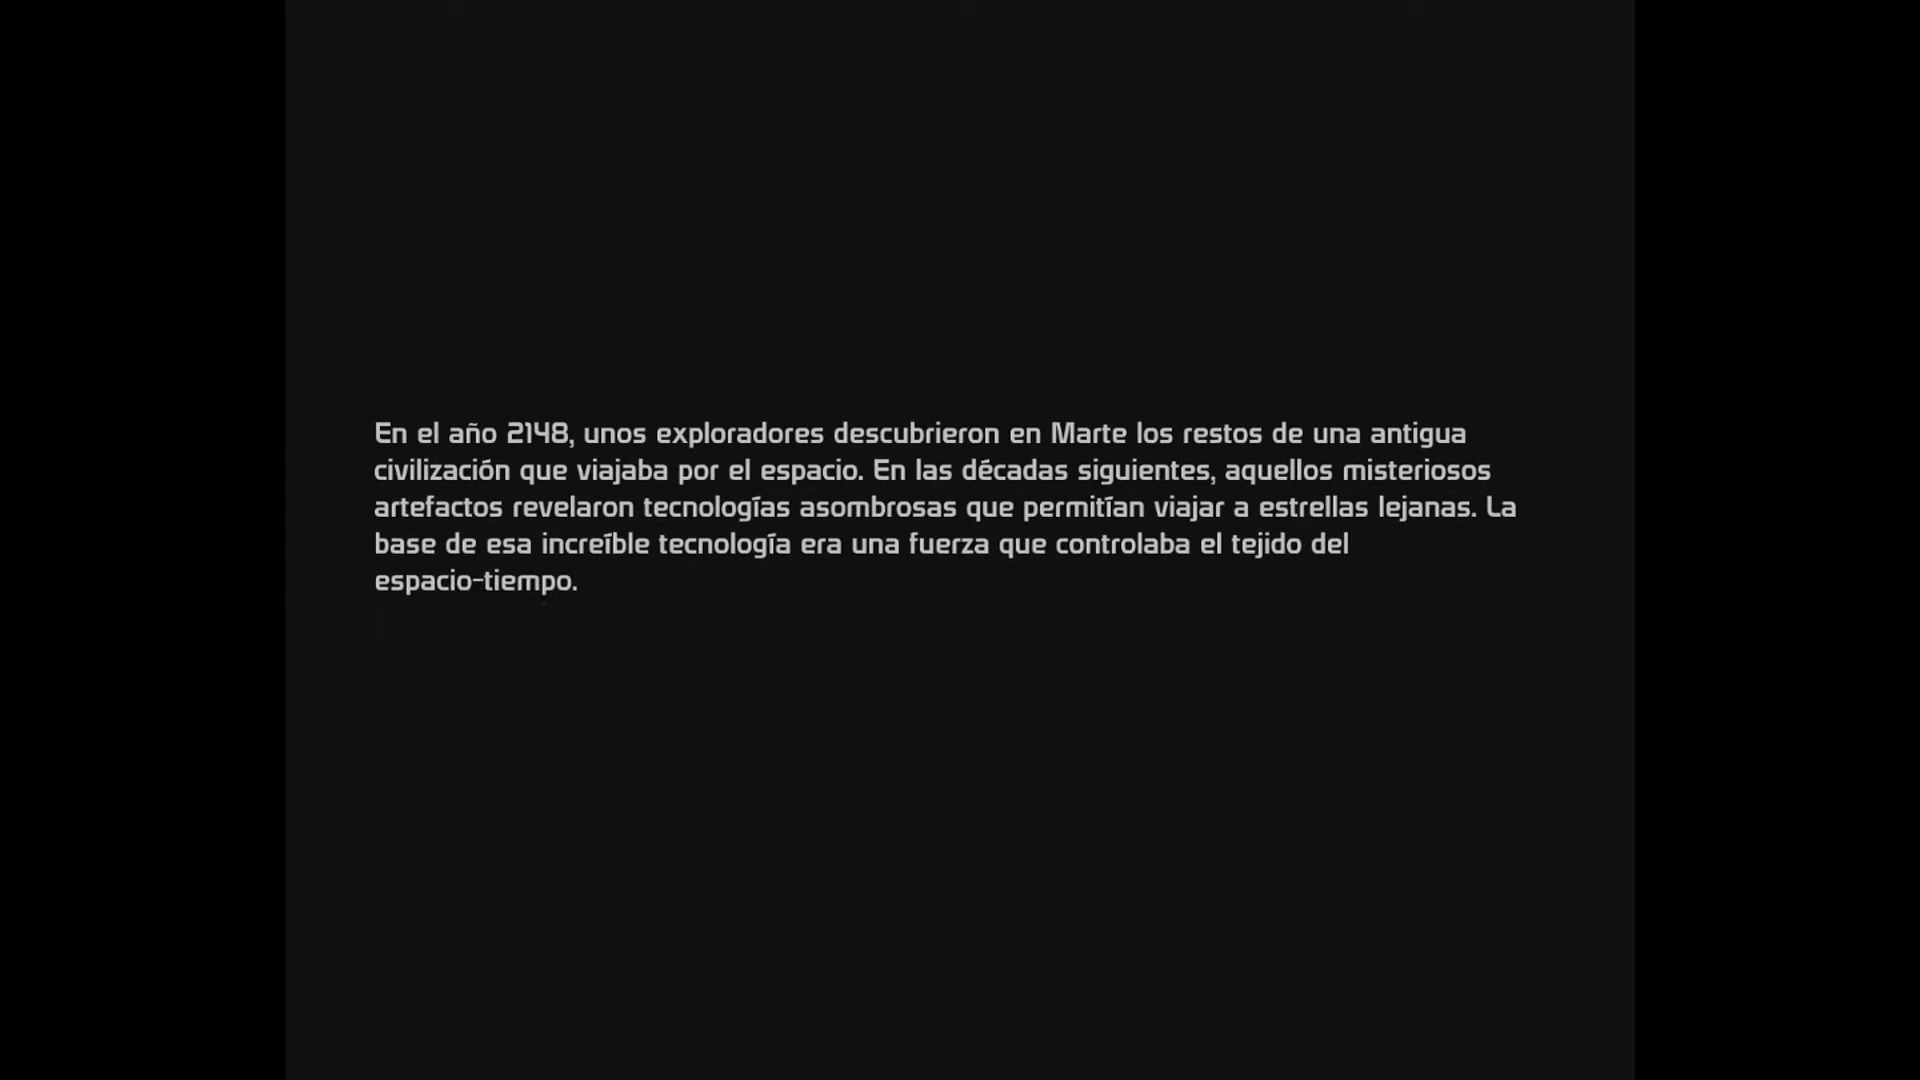 En el año 2148, unos exploradores descubrieron en Marte los restos de una antigua
civilización que viajaba por el espacio. En las décadas siguientes, aquellos misteriosos
artefactos revelaron tecnologías asombrosas que permitían viajar a estrellas lejanas. La
base de esa increíble tecnología era una fuerza que controlaba el tejido del
espacio-tiempo.